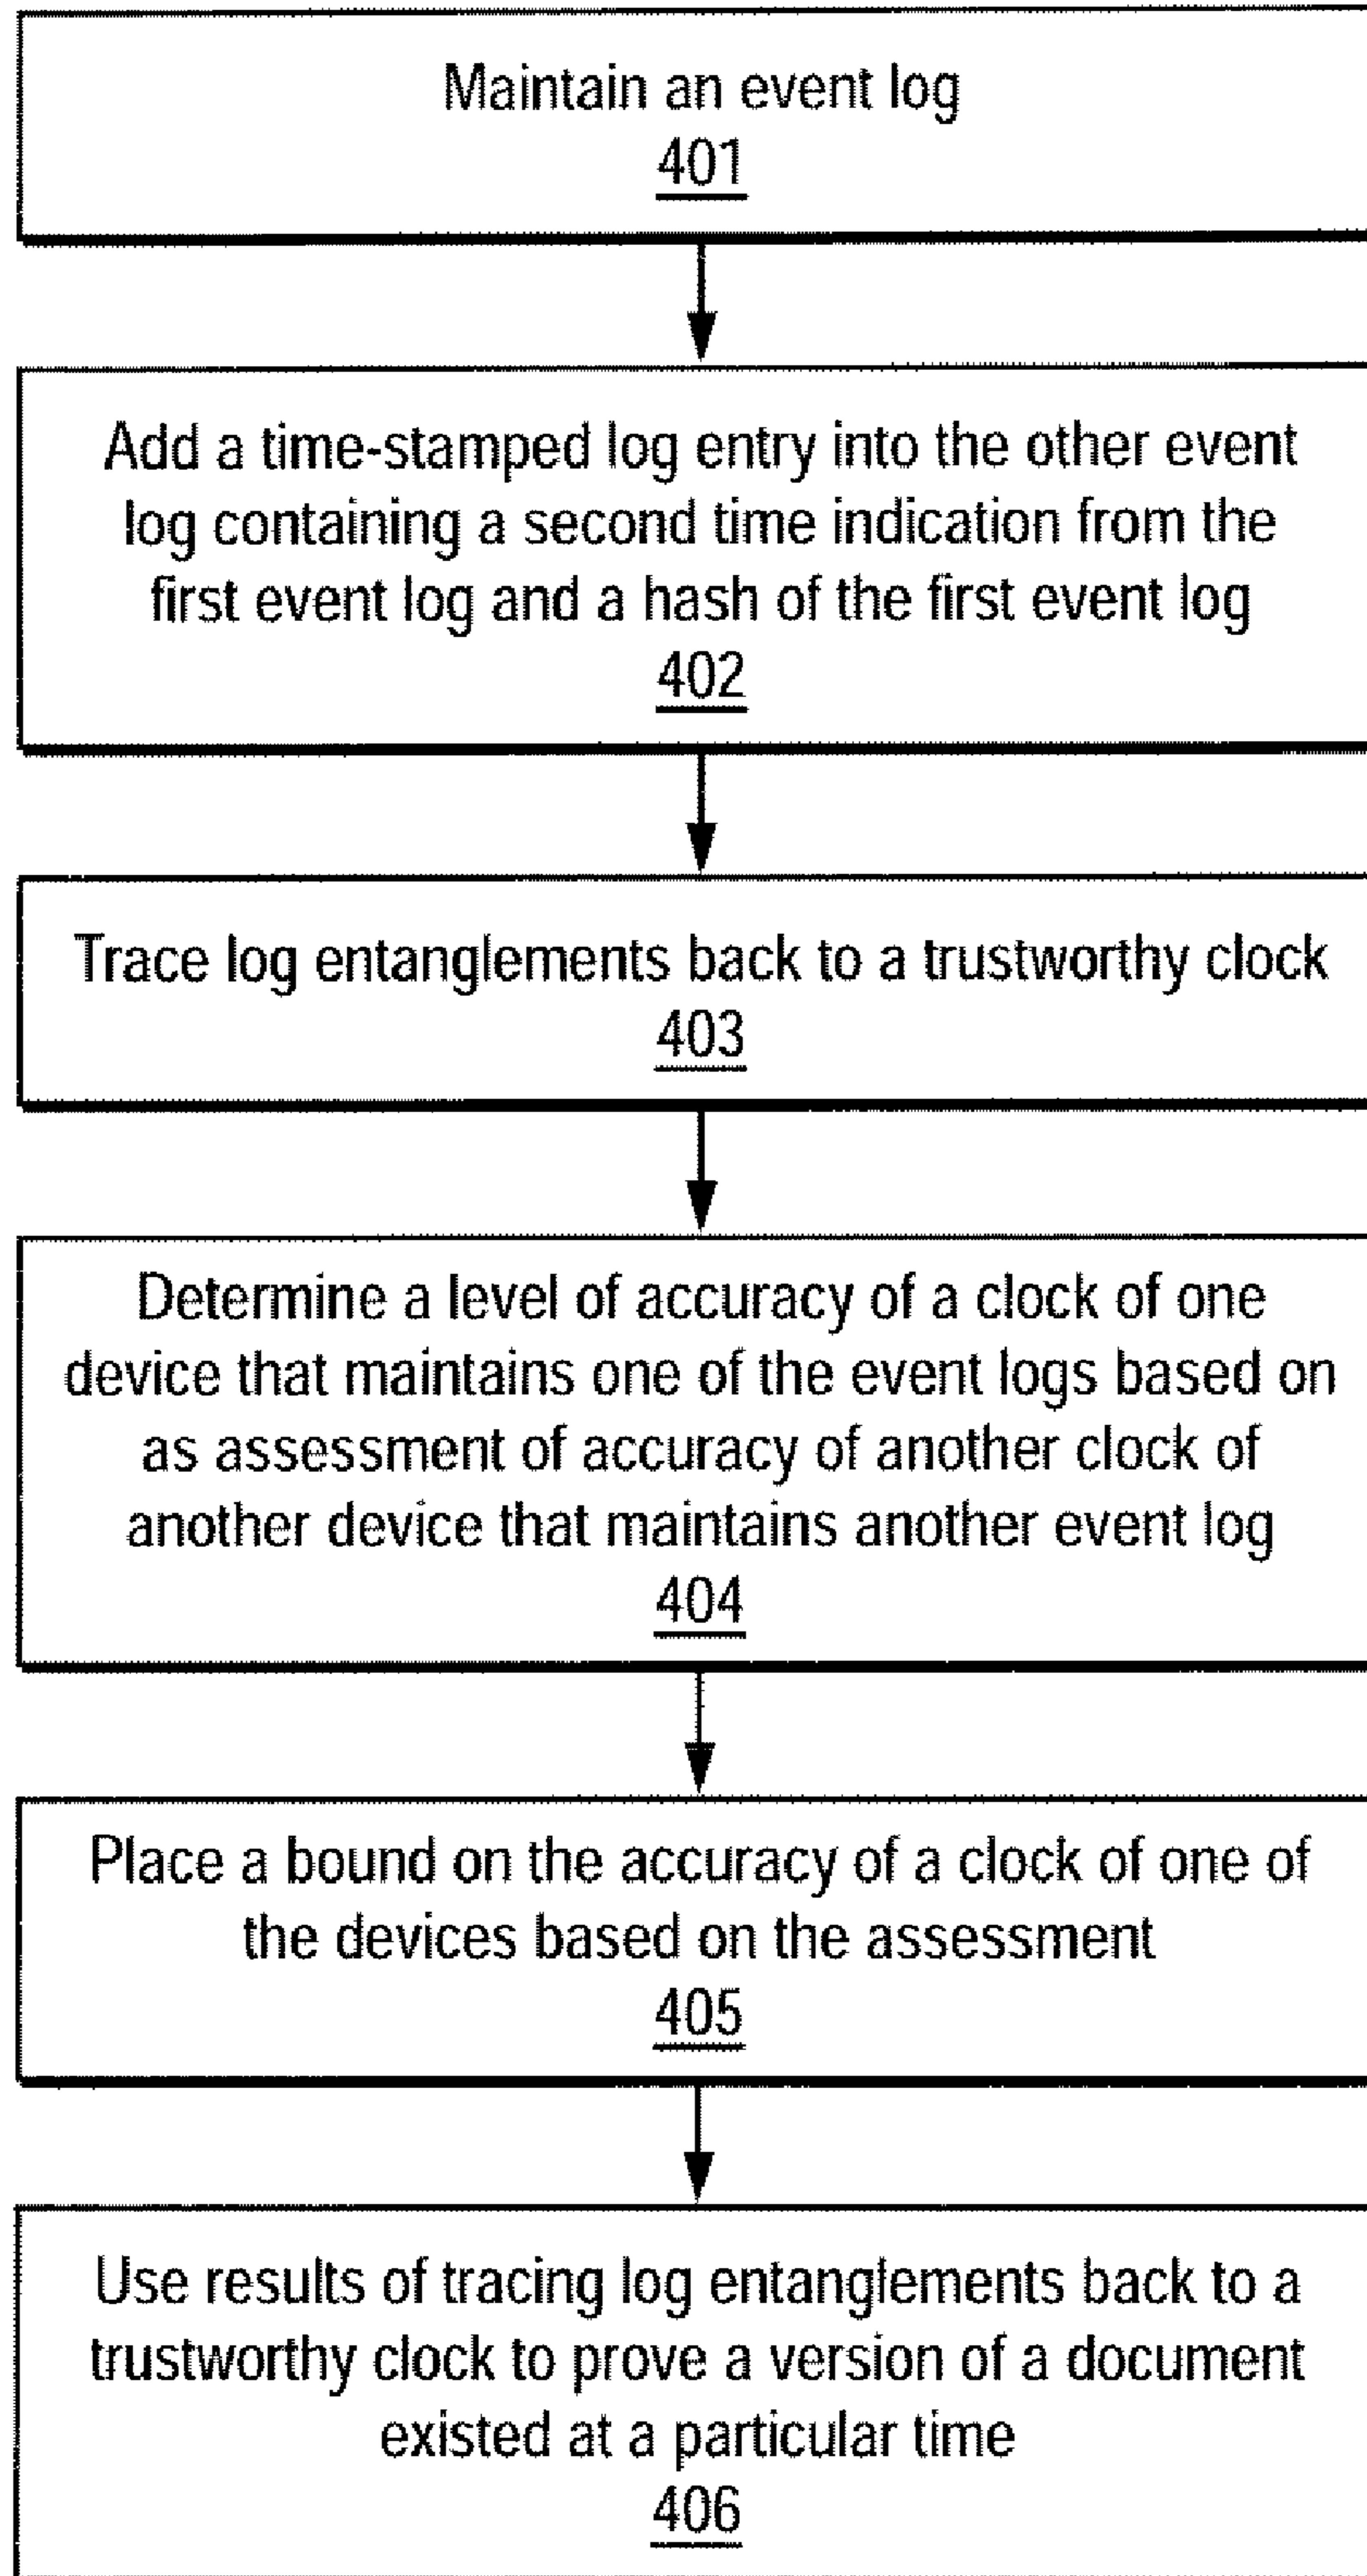 Maintain an event log
401
Add a time-stamped log entry into the other event
log containing a second time indication from the
first event log and a hash of the first event log
402
Trace log entanglements back to a trustworthy clock
403
Determine a level of accuracy of a clock of one
device that maintains one of the event logs based on
as assessment of accuracy of another clock of
another device that maintains another event log
404
Place a bound on the accuracy of a clock of one of
the devices based on the assessment
405
Use results of tracing log entanglements back to a
trustworthy clock to prove a version of a document
existed at a particular time
406